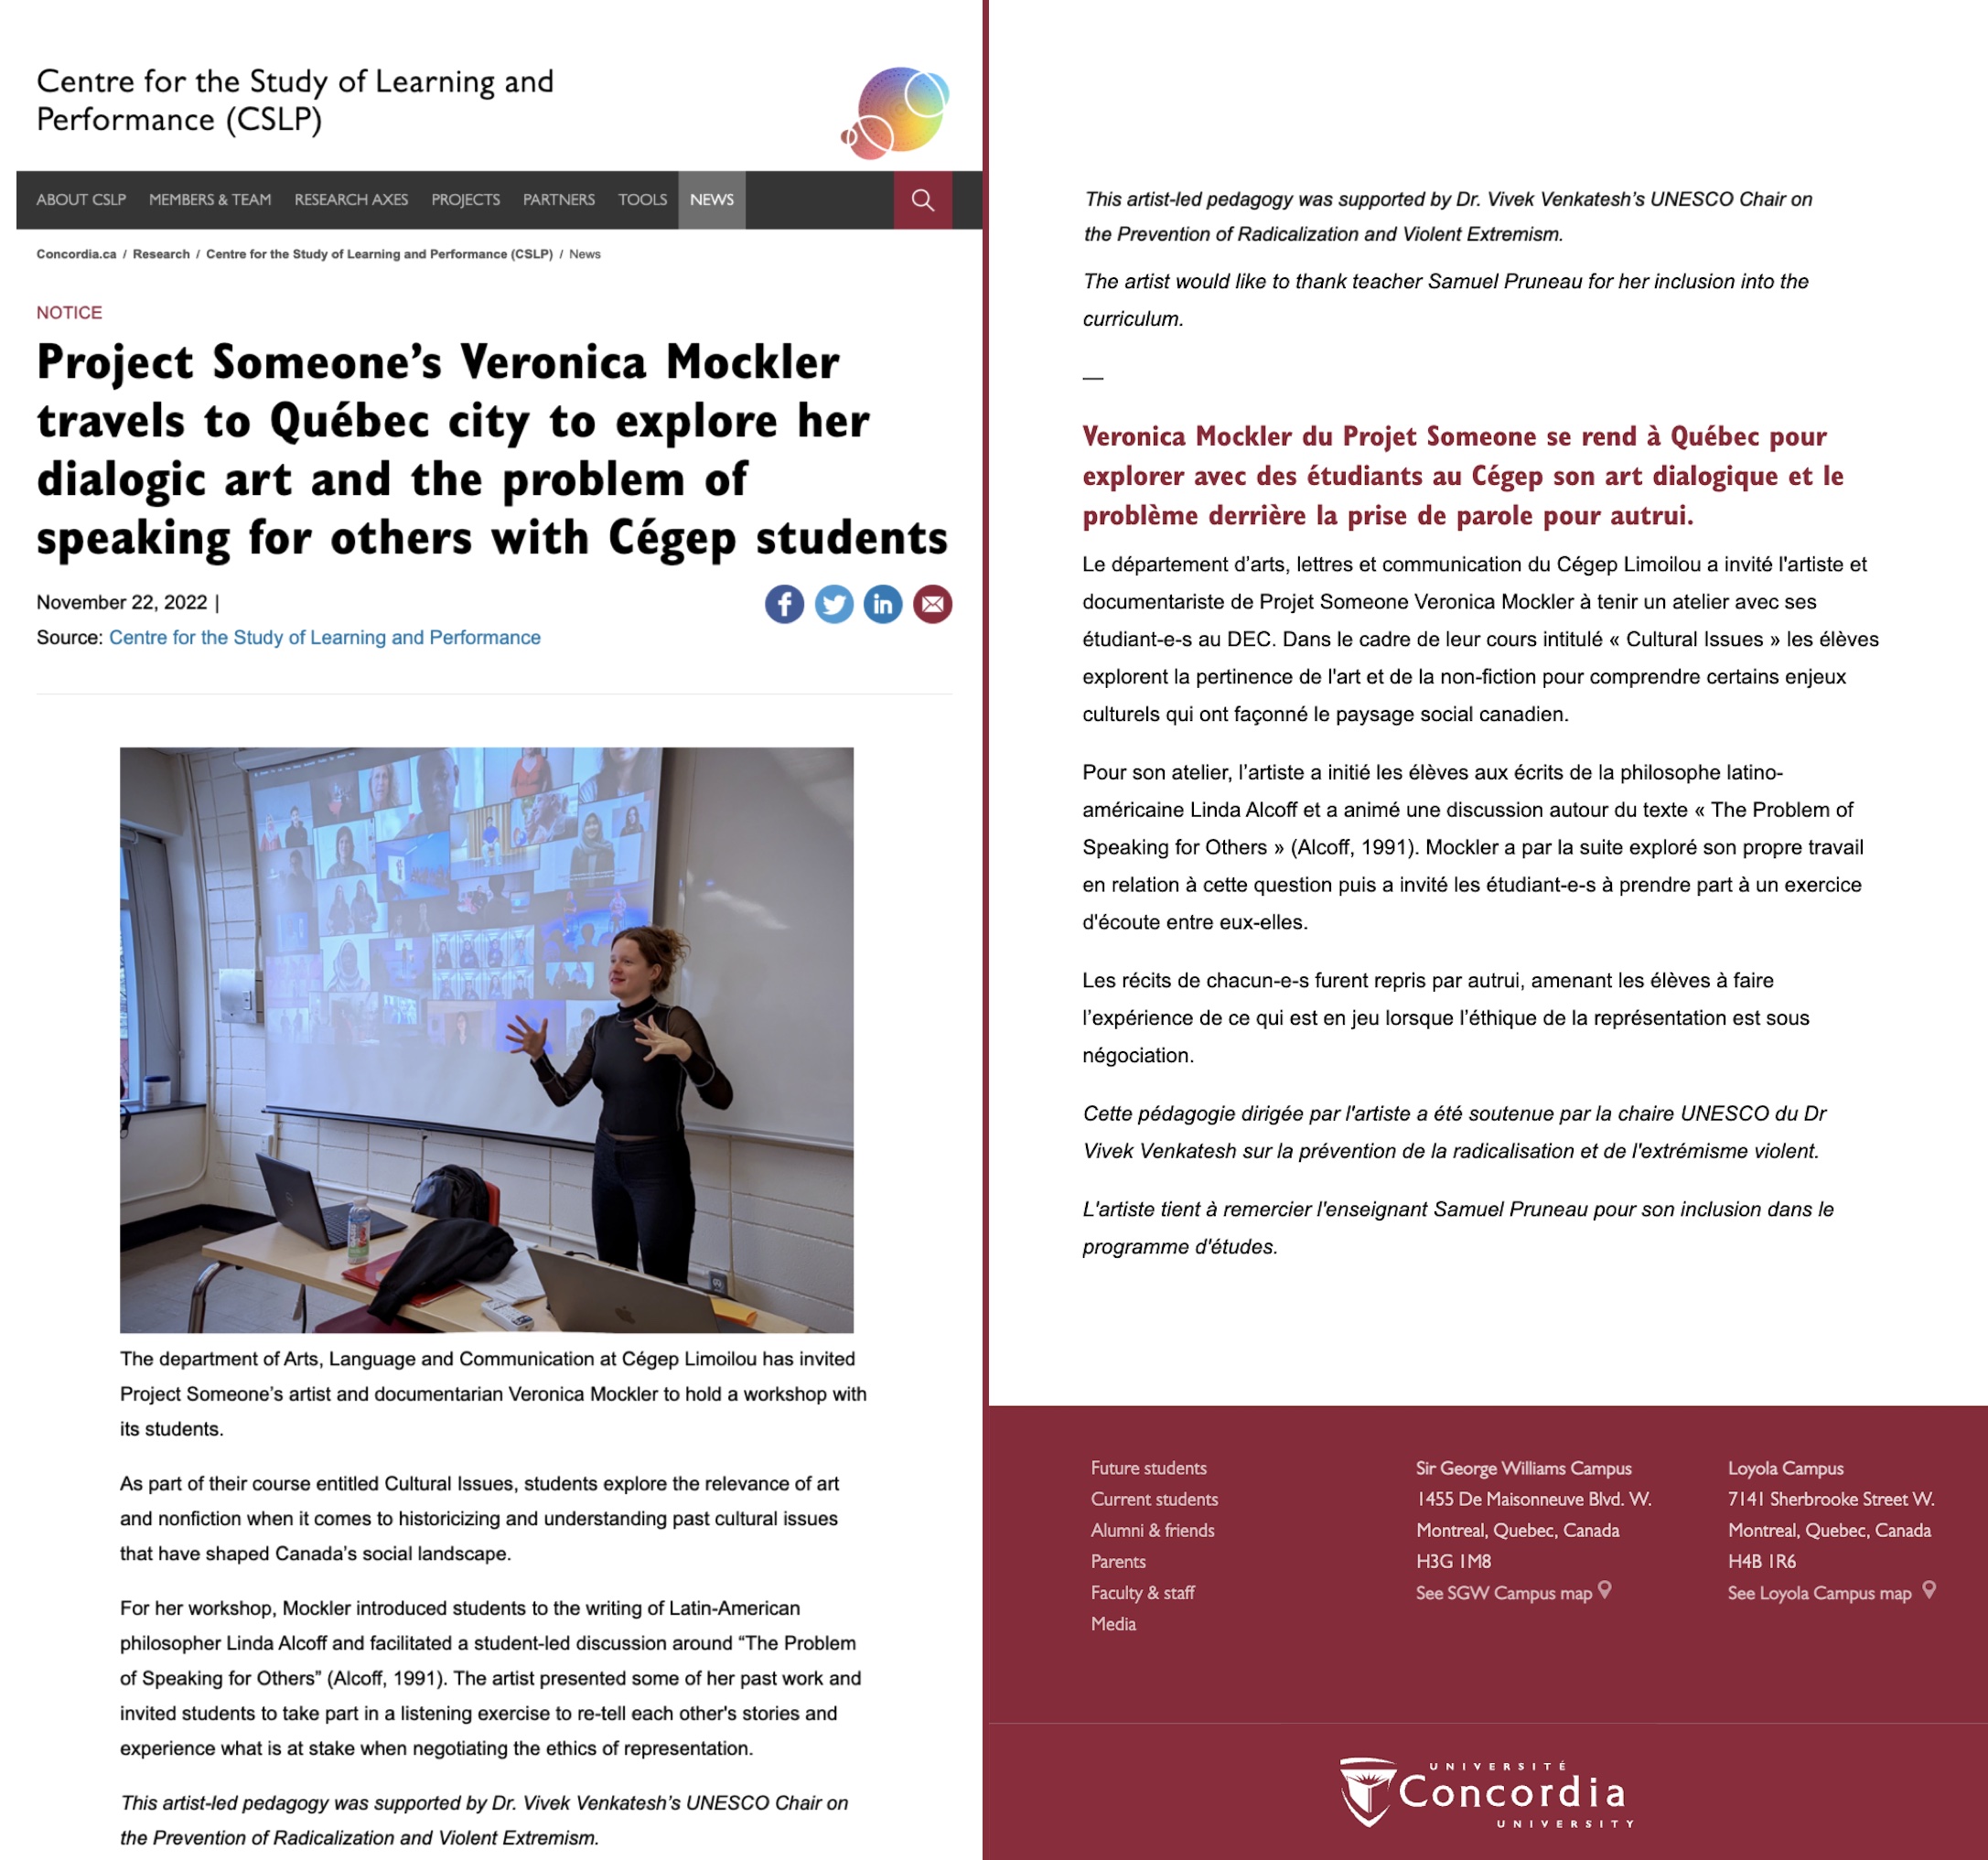 Centre for the Study of Learning and
Performance (CSLP)
ABOUT CSLP MEMBERS & TEAM RESEARCH AXES PROJECTS PARTNERS TOOLS NEWS
Concordia.ca / Research / Centre for the Study of Learning and Performance (CSLP) / News
NOTICE
Project Someone’s Veronica Mockler
travels to Québec city to explore her
dialogic art and the problem of
speaking for others with Cégep students
November 22, 2022 |
Source: Centre for the Study of Learning and Performance
The department of Arts, Language and Communication at Cégep Limoilou has invited
Project Someone’s artist and documentarian Veronica Mockler to hold a workshop with
its students.
As part of their course entitled Cultural Issues, students explore the relevance of art
and nonfiction when it comes to historicizing and understanding past cultural issues
that have shaped Canada’s social landscape.
For her workshop, Mockler introduced students to the writing of Latin-American
philosopher Linda Alcoff and facilitated a student-led discussion around “The Problem
of Speaking for Others” (Alcoff, 1991). The artist presented some of her past work and
invited students to take part in a listening exercise to re-tell each other's stories and
experience what is at stake when negotiating the ethics of representation.
This artist-led pedagogy was supported by Dr. Vivek Venkatesh’s UNESCO Chair on
the Prevention of Radicalization and Violent Extremism.
This artist-led pedagogy was supported by Dr. Vivek Venkatesh’s UNESCO Chair on
the Prevention of Radicalization and Violent Extremism.
The artist would like to thank teacher Samuel Pruneau for her inclusion into the
curriculum.
—
Veronica Mockler du Projet Someone se rend à Québec pour
explorer avec des étudiants au Cégep son art dialogique et le
problème derrière la prise de parole pour autrui.
Le département d’arts, lettres et communication du Cégep Limoilou a invité l'artiste et
documentariste de Projet Someone Veronica Mockler à tenir un atelier avec ses
étudiant-e-s au DEC. Dans le cadre de leur cours intitulé « Cultural Issues » les élèves
explorent la pertinence de l'art et de la non-fiction pour comprendre certains enjeux
culturels qui ont façonné le paysage social canadien.
Pour son atelier, l’artiste a initié les élèves aux écrits de la philosophe latino-
américaine Linda Alcoff et a animé une discussion autour du texte « The Problem of
Speaking for Others » (Alcoff, 1991). Mockler a par la suite exploré son propre travail
en relation à cette question puis a invité les étudiant-e-s à prendre part à un exercice
d'écoute entre eux-elles.
Les récits de chacun-e-s furent repris par autrui, amenant les élèves à faire
l’expérience de ce qui est en jeu lorsque l’éthique de la représentation est sous
négociation.
Cette pédagogie dirigée par l'artiste a été soutenue par la chaire UNESCO du Dr
Vivek Venkatesh sur la prévention de la radicalisation et de l'extrémisme violent.
L'artiste tient à remercier l'enseignant Samuel Pruneau pour son inclusion dans le
programme d'études.
Future students
Current students
Alumni & friends
Parents
Faculty & staff
Media
Sir George Williams Campus
1455 De Maisonneuve Blvd. W.
Montreal, Quebec, Canada
H3G 1M8
See SGW Campus map
Loyola Campus
7141 Sherbrooke Street W.
Montreal, Quebec, Canada
H4B 1R6
See Loyola Campus map
UNIVERSITÉ
Concordia
UNIVERSITY